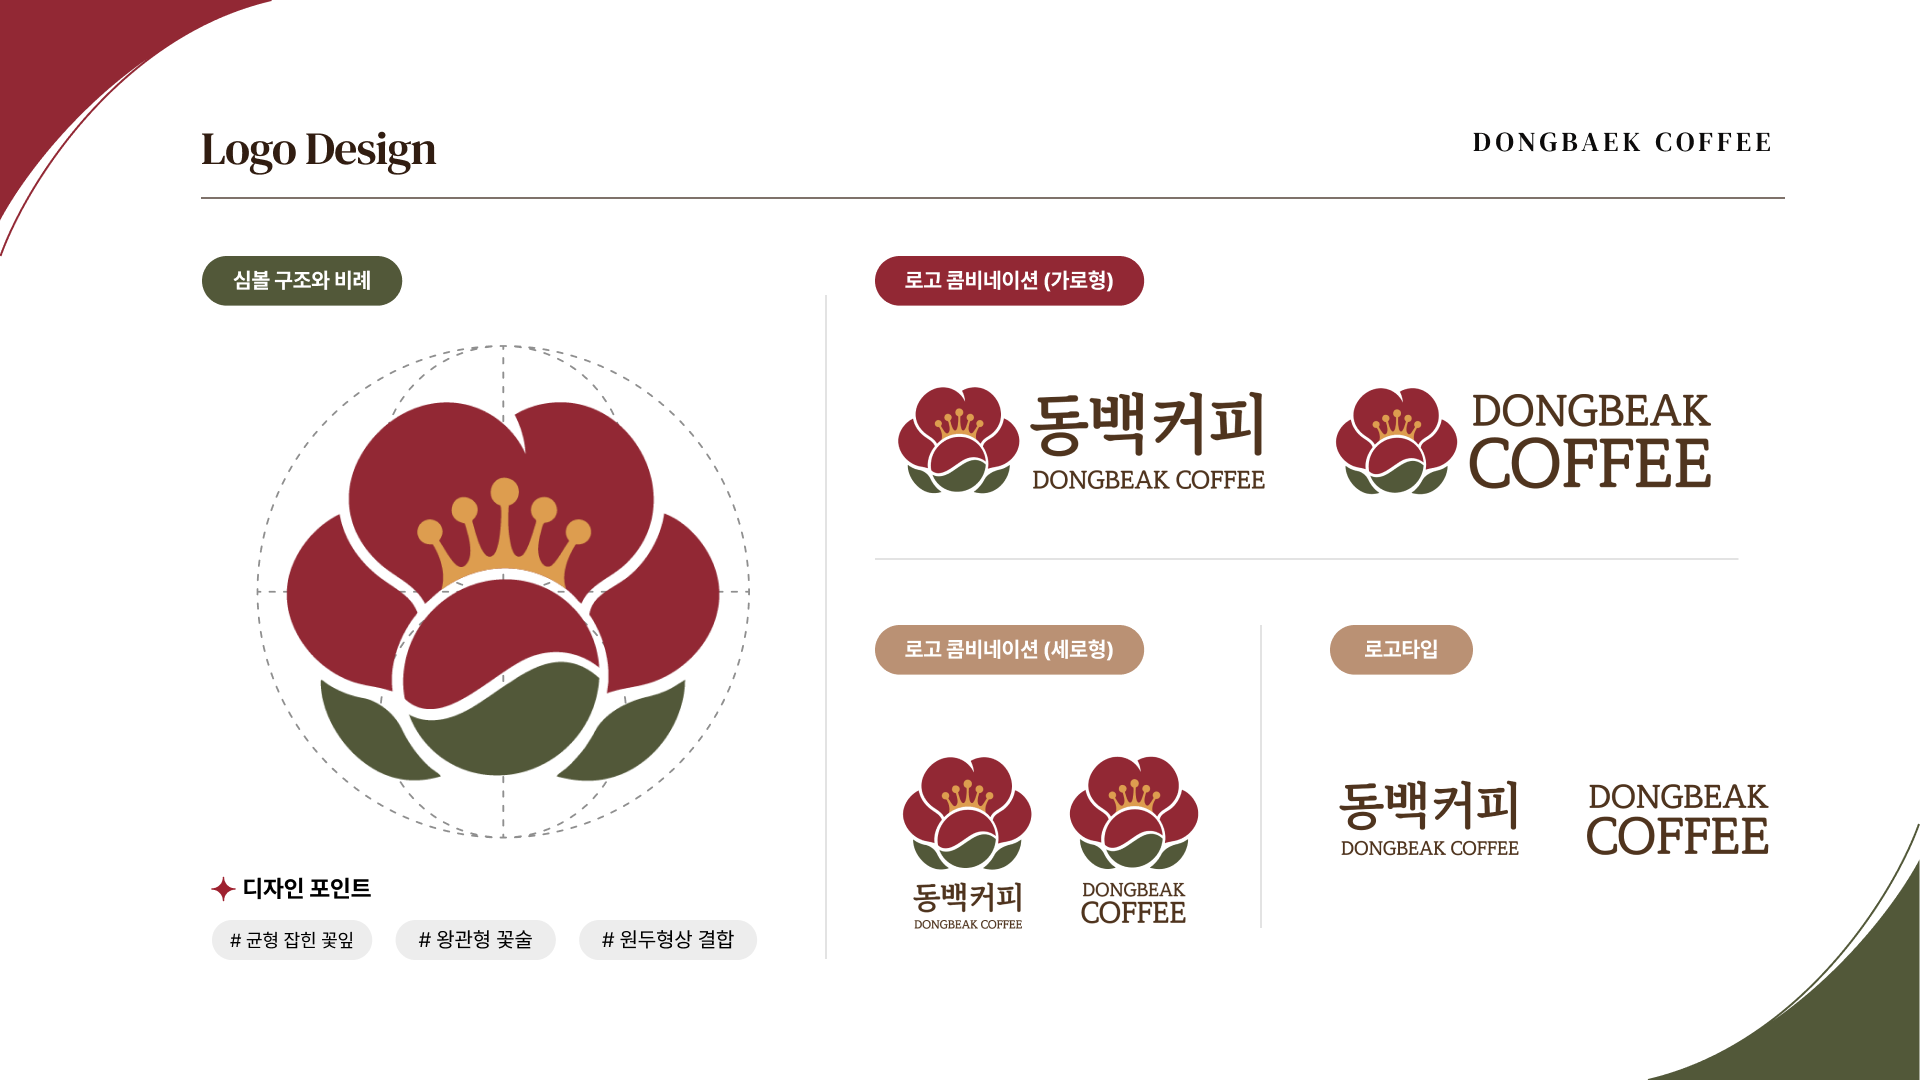 Logo Design
DONGBAEK COFFEE
심볼 구조와 비례
디자인 포인트
# 균형 잡힌 꽃잎
# 왕관형 꽃술
# 원두형상 결합
로고 콤비네이션 (가로형)
동백커피
DONGBEAK COFFEE
DONGBEAK
COFFEE
로고 콤비네이션 (세로형)
동백커피
DONGBEAK COFFEE
DONGBEAK
COFFEE
로고타입
동백커피
DONGBEAK COFFEE
DONGBEAK
COFFEE